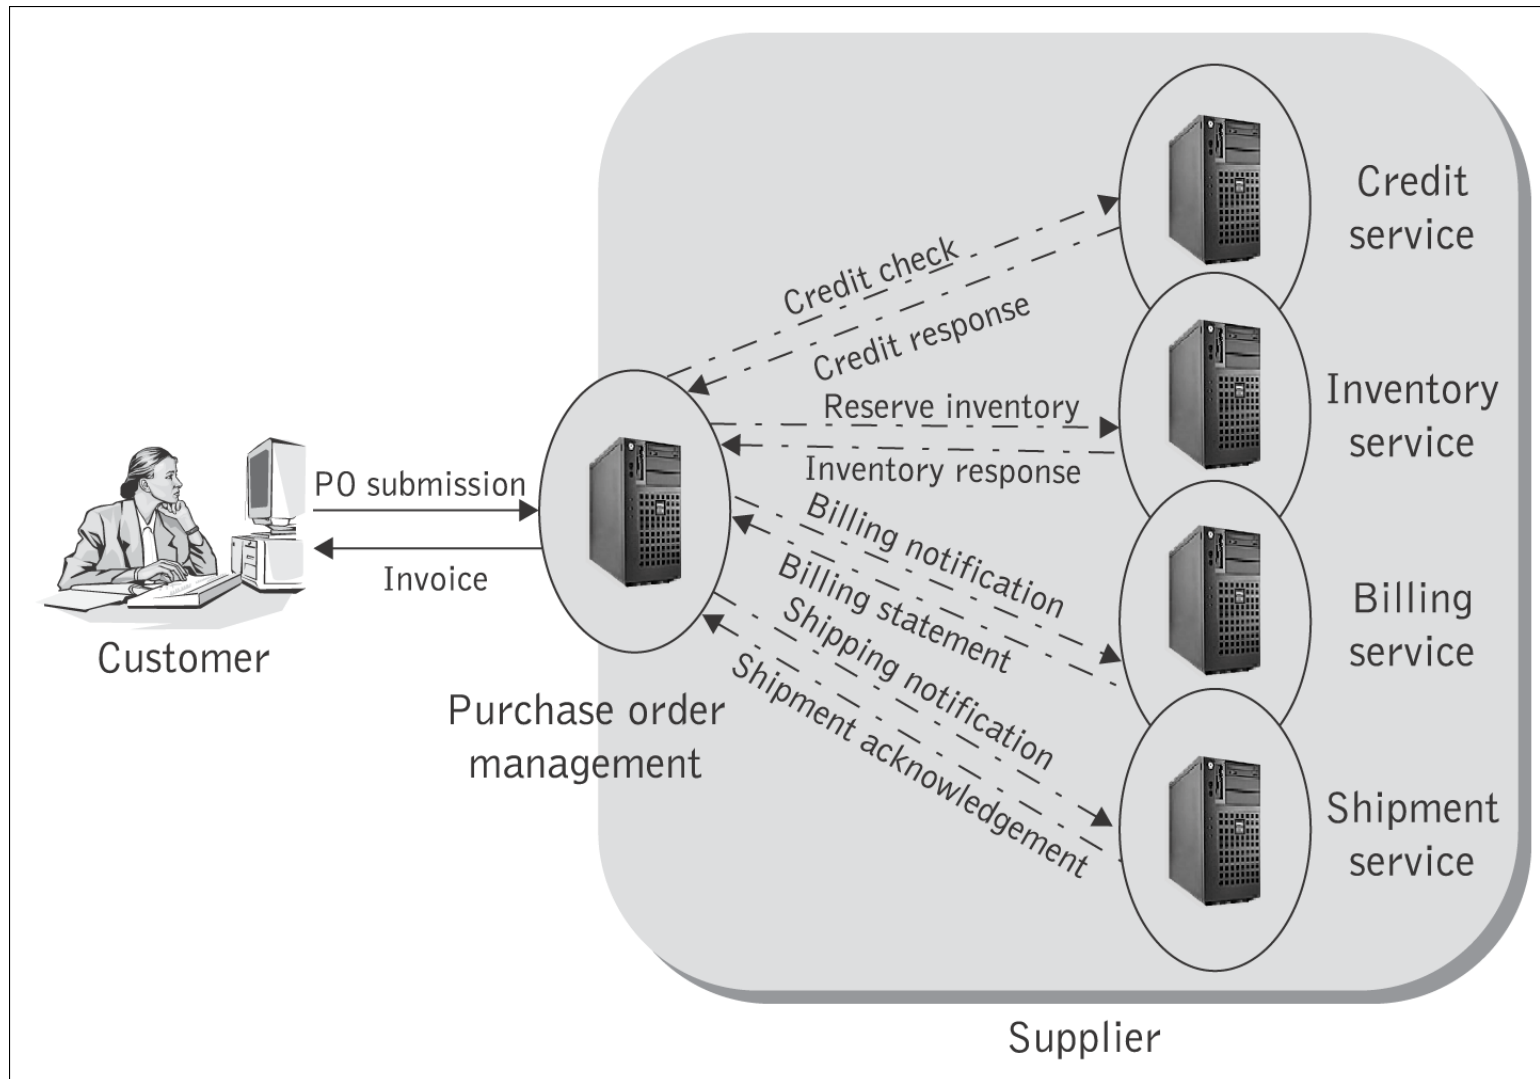 Credit
service
Credit check
Credit response
Reserve inventory
Inventory response
Inventory
service
PO submission
Invoice
Customer
Purchase order
management
Billing notification
Billing statement
Billing
service
Shipping notification
Shipment acknowledgement
Shipment
service
Supplier